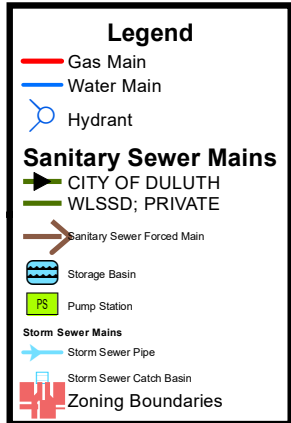 Legend
Gas Main
Water Main
Hydrant
Sanitary Sewer Mains
CITY OF DULUTH
WLSSD; PRIVATE
Sanitary Sewer Forced Main
Storage Basin
PS Pump Station
Storm Sewer Mains
Storm Sewer Pipe
Storm Sewer Catch Basin
Zoning Boundaries